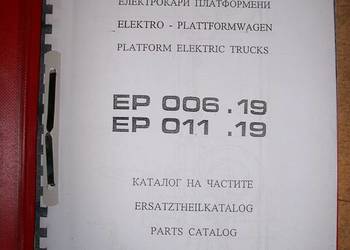 ЕЛЕКТРОКАРИ ПЛАТФОРМЕНИ
ELEKTRO - PLATTFORMWAGEN
PLATFORM ELECTRIC TRUCKS
EP 006 .19
EP 011 .19
КАТАЛОГ НА ЧАСТИТЕ
ERSATZTHEILKATALOG
PARTS CATALOG